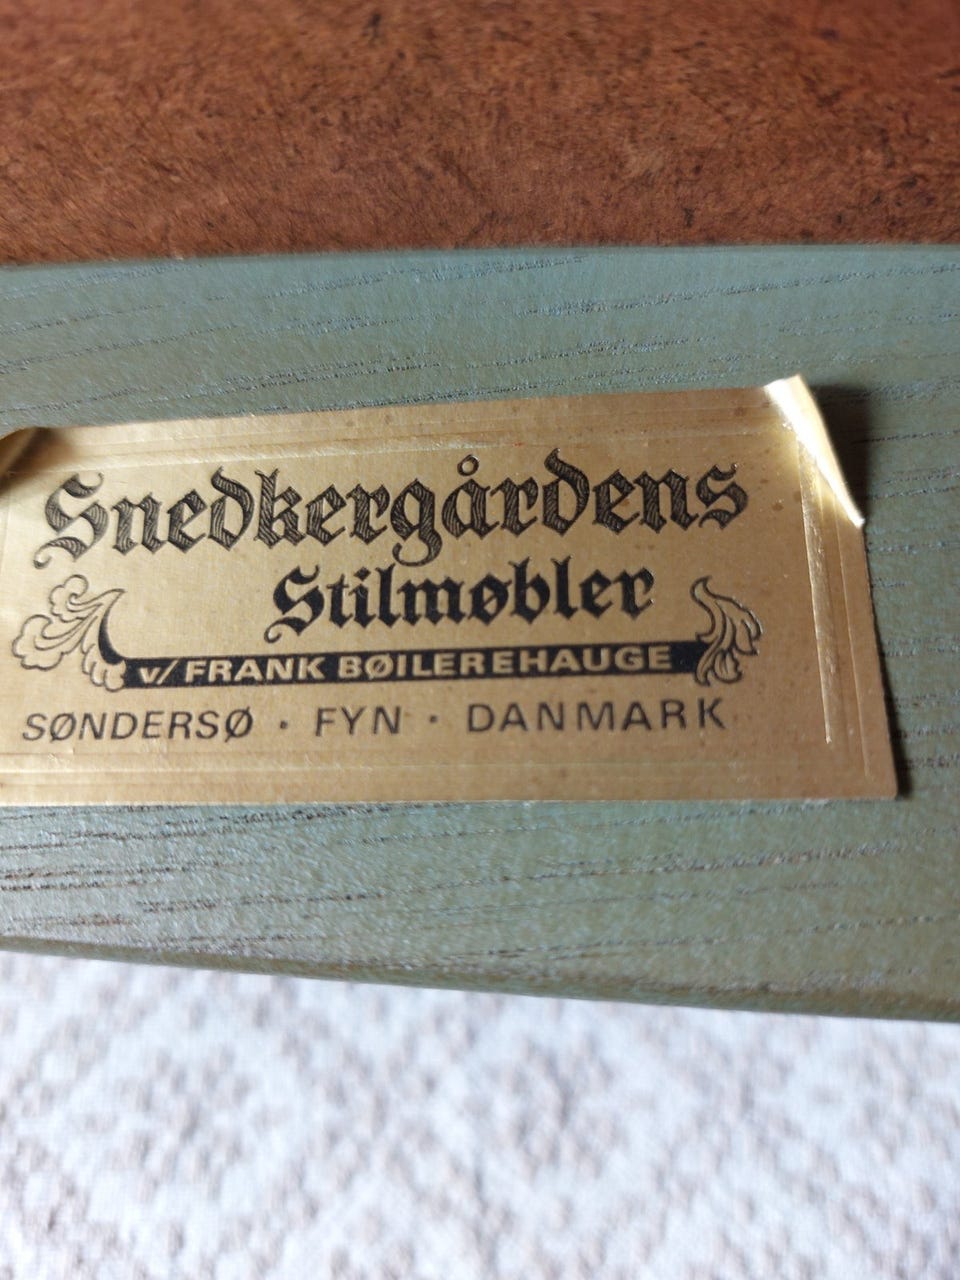 Snedkergårdens
Stilmøbler
v/ FRANK BØILEREHAUGE
SØNDERSØ · FYN · DANMARK